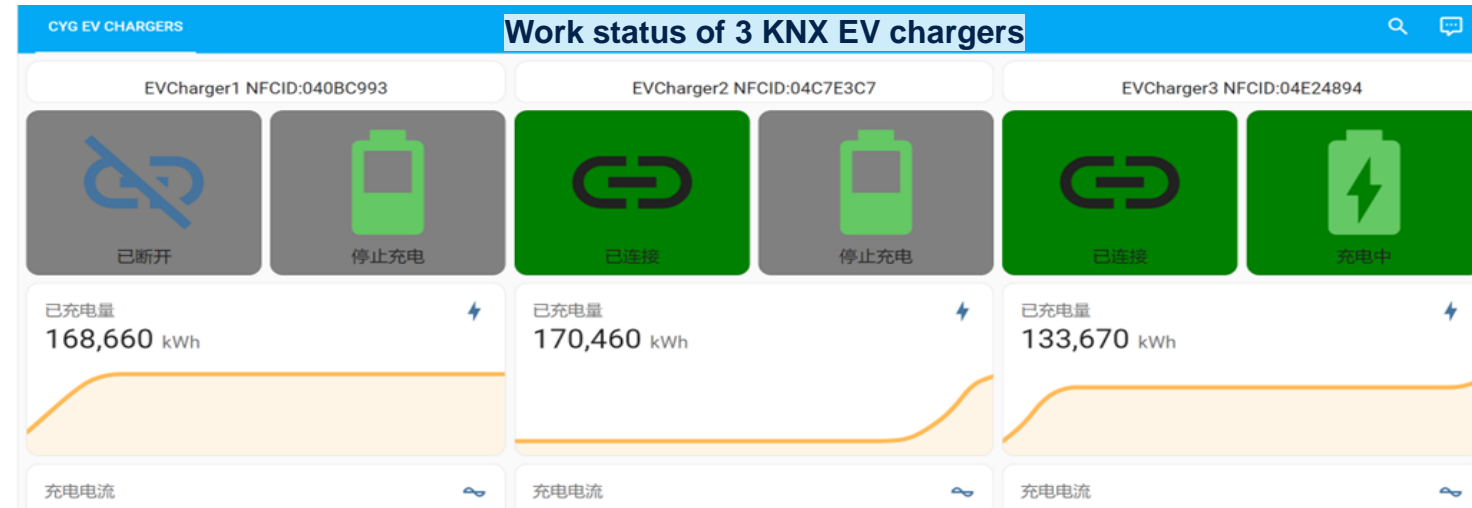 CYG EV CHARGERS
Work status of 3 KNX EV chargers
EVCharger1 NFCID:040BC993
EVCharger2 NFCID:04C7E3C7
EVCharger3 NFCID:04E24894
已断开
停止充电
已连接
停止充电
已连接
充电中
已充电量
168,660 kWh
已充电量
170,460 kWh
已充电量
133,670 kWh
充电电流
充电电流
充电电流